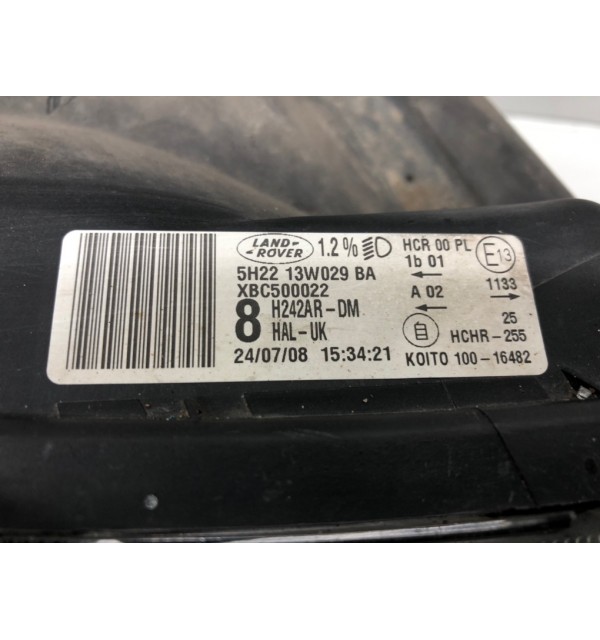 LAND-
ROVER
1.2%
HCR 00 PL
E13
1b 01
5H22 13W029 BA
XBC500022
A 02
1133
8
H242AR-DM
HAL-UK
25
HCHR-255
24/07/08 15:34:21
KOITO 100-16482